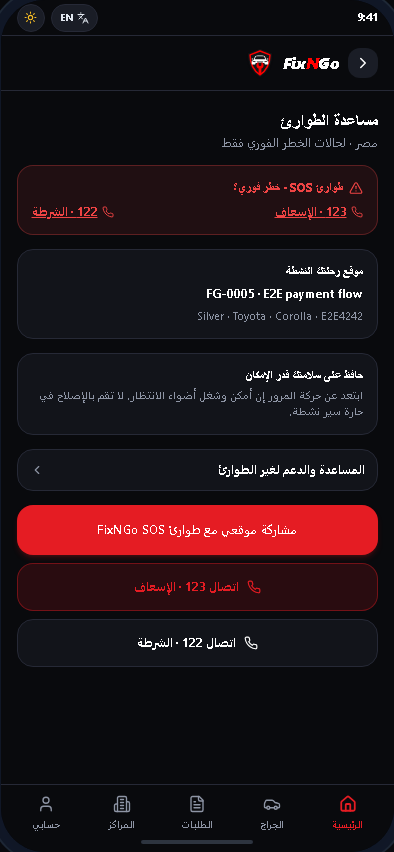 9:41
EN
FixNGo
مساعدة الطوارئ
مصر · لحالات الخطر الفوري فقط
طوارئ SOS - خطر فوري؟
123 · الإسعاف
122 · الشرطة
موقع رحلتك النشطة
FG-0005 · E2E payment flow
Silver · Toyota · Corolla · E2E4242
حافظ على سلامتك قدر الإمكان
ابتعد عن حركة المرور إن أمكن وشغل أضواء الانتظار. لا تقم بالإصلاح في
حارة سير نشطة.
المساعدة والدعم لغير الطوارئ
مشاركة موقعي مع طوارئ FixNGo SOS
اتصال 123 · الإسعاف
اتصال 122 · الشرطة
الرئيسية
الجراج
الطلبات
المراكز
حسابي